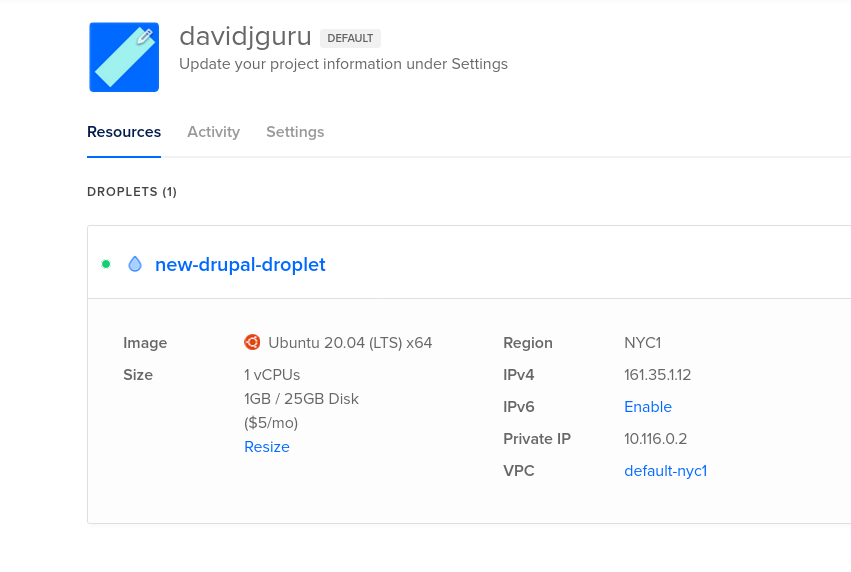 davidjguru DEFAULT
Update your project information under Settings
Resources Activity Settings
DROPLETS (1)
new-drupal-droplet
Image Ubuntu 20.04 (LTS) x64
Size 1 vCPUs
1GB / 25GB Disk
($5/mo)
Resize
Region NYC1
IPv4 161.35.1.12
IPv6 Enable
Private IP 10.116.0.2
VPC default-nyc1